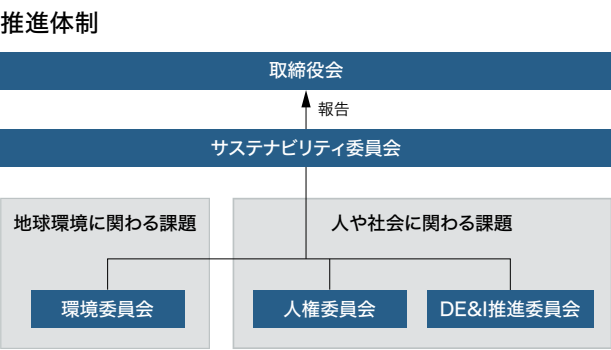 推進体制
取締役会
報告
サステナビリティ委員会
地球環境に関わる課題
人や社会に関わる課題
環境委員会
人権委員会
DE&I推進委員会